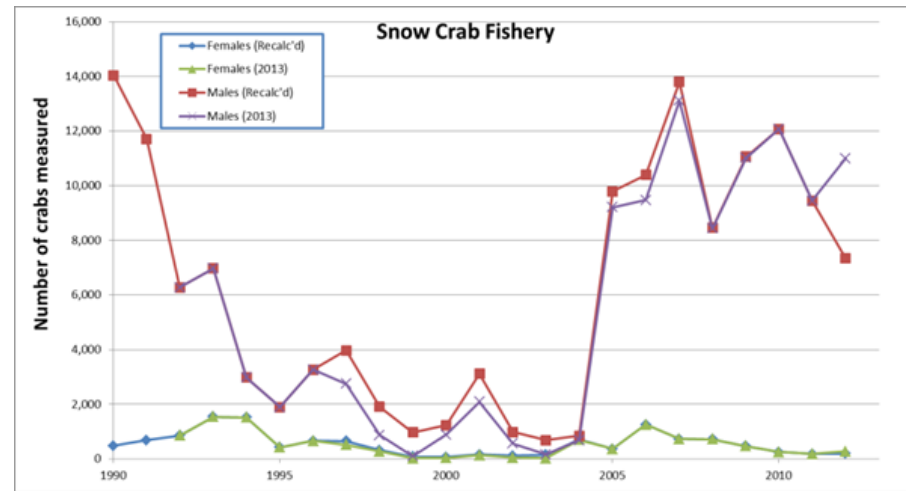 Snow Crab Fishery
Females (Recalc'd)
Females (2013)
Males (Recalc'd)
Males (2013)
Number of crabs measured
16,000
14,000
12,000
10,000
8,000
6,000
4,000
2,000
0
1990 1995 2000 2005 2010